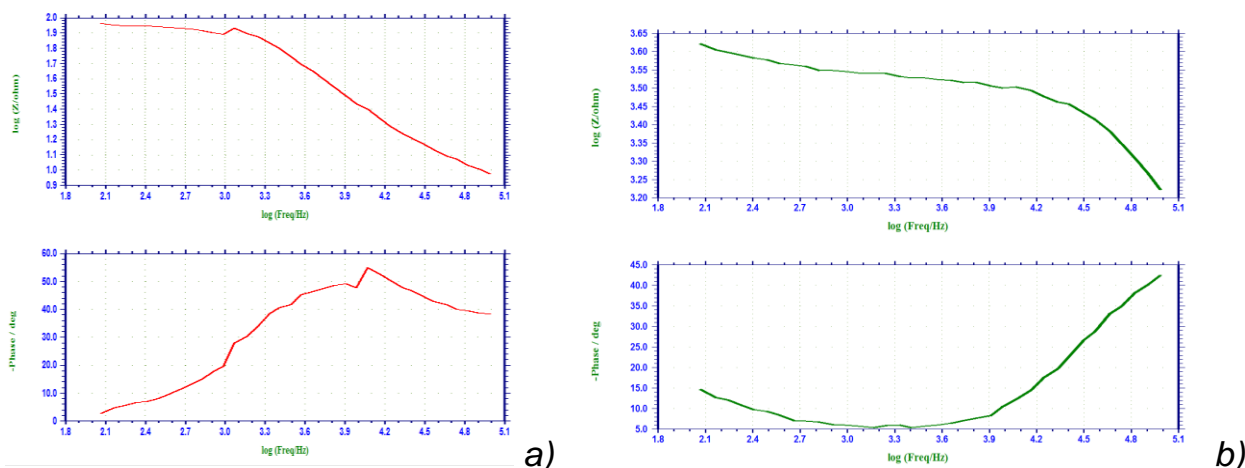 2.0
1.9
1.8
1.7
1.6
1.5
1.4
1.3
1.2
1.1
1.0
0.9
log (Z/ohm)
1.8 2.1 2.4 2.7 3.0 3.3 3.6 3.9 4.2 4.5 4.8 5.1
log (Freq/Hz)
60.0
50.0
40.0
30.0
20.0
10.0
0
-Phase / deg
1.8 2.1 2.4 2.7 3.0 3.3 3.6 3.9 4.2 4.5 4.8 5.1
log (Freq/Hz)
a)
3.65
3.60
3.55
3.50
3.45
3.40
3.35
3.30
3.25
3.20
log (Z/ohm)
1.8 2.1 2.4 2.7 3.0 3.3 3.6 3.9 4.2 4.5 4.8 5.1
log (Freq/Hz)
45.0
40.0
35.0
30.0
25.0
20.0
15.0
10.0
5.0
-Phase / deg
1.8 2.1 2.4 2.7 3.0 3.3 3.6 3.9 4.2 4.5 4.8 5.1
log (Freq/Hz)
b)